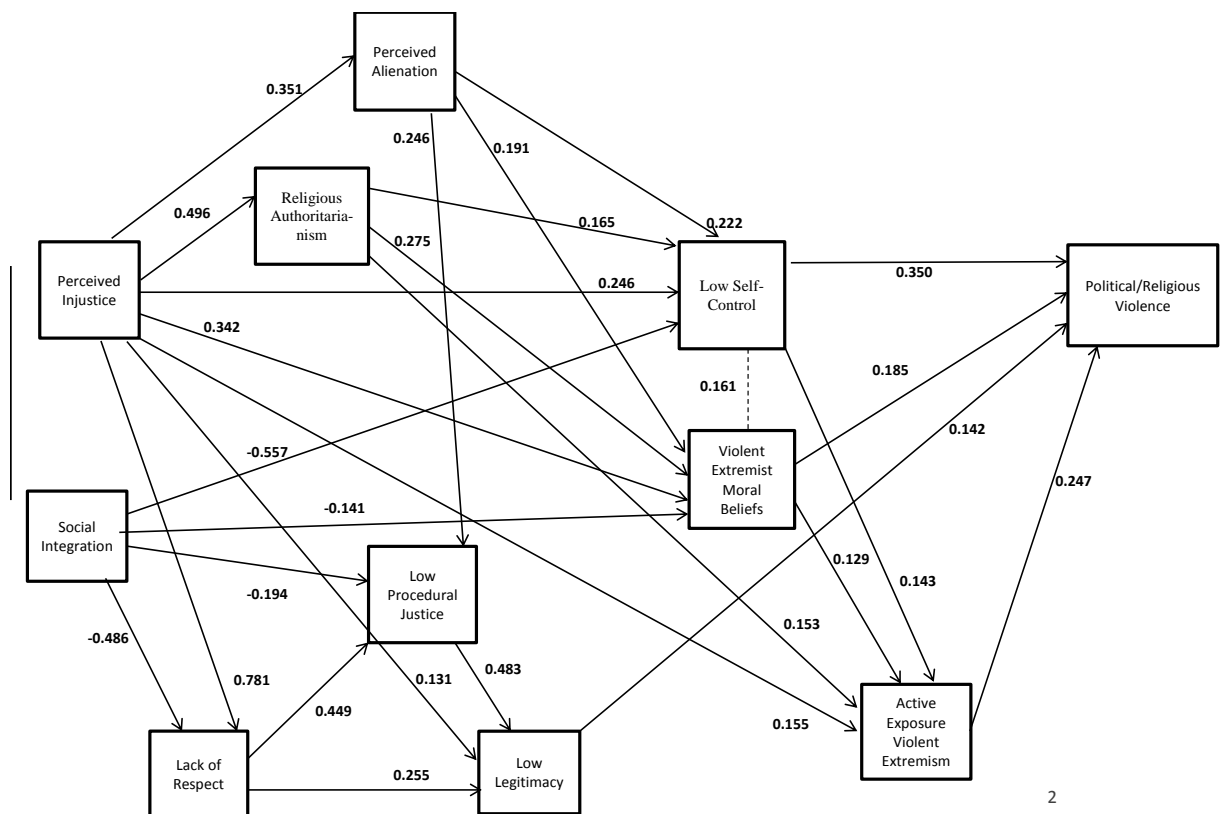 Perceived
Alienation
0.351
0.246
0.191
Religious
Authoritaria-
nism
0.496
0.165
0.222
0.275
Perceived
Injustice
0.246
Low Self-
Control
0.350
Political/Religious
Violence
0.342
0.161
0.185
0.142
Violent
Extremist
Moral
Beliefs
-0.557
-0.141
0.247
Social
Integration
Low
Procedural
Justice
0.129
0.143
-0.194
-0.486
0.153
0.781
0.131
0.483
0.449
0.155
Active
Exposure
Violent
Extremism
Lack of
Respect
0.255
Low
Legitimacy
2